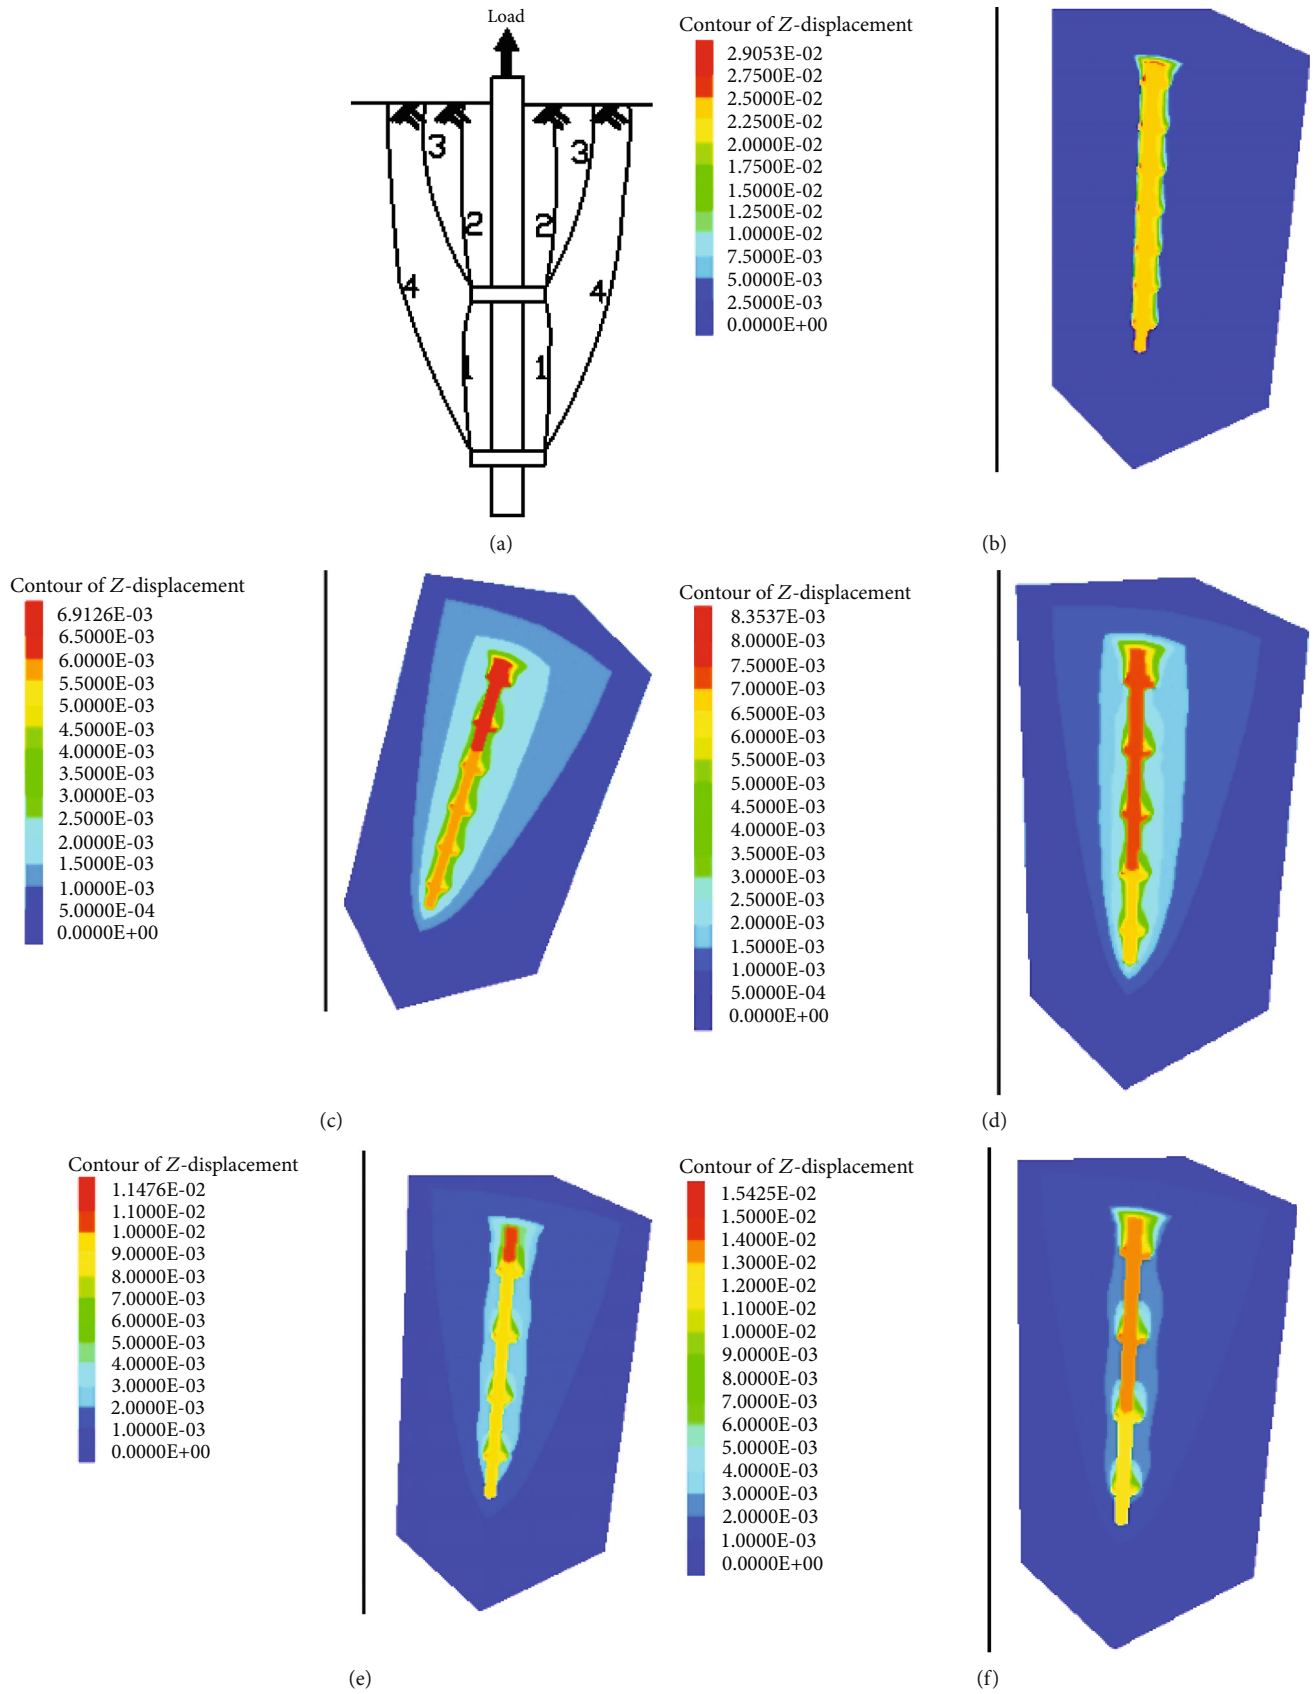 Load
3
3
2
2
4
4
1
1
(a)
Contour of Z-displacement
2.9053E-02
2.7500E-02
2.5000E-02
2.2500E-02
2.0000E-02
1.7500E-02
1.5000E-02
1.2500E-02
1.0000E-02
7.5000E-03
5.0000E-03
2.5000E-03
0.0000E+00
(b)
Contour of Z-displacement
6.9126E-03
6.5000E-03
6.0000E-03
5.5000E-03
5.0000E-03
4.5000E-03
4.0000E-03
3.5000E-03
3.0000E-03
2.5000E-03
2.0000E-03
1.5000E-03
1.0000E-03
5.0000E-04
0.0000E+00
(c)
Contour of Z-displacement
8.3537E-03
8.0000E-03
7.5000E-03
7.0000E-03
6.5000E-03
6.0000E-03
5.5000E-03
5.0000E-03
4.5000E-03
4.0000E-03
3.5000E-03
3.0000E-03
2.5000E-03
2.0000E-03
1.5000E-03
1.0000E-03
5.0000E-04
0.0000E+00
(d)
Contour of Z-displacement
1.1476E-02
1.1000E-02
1.0000E-02
9.0000E-03
8.0000E-03
7.0000E-03
6.0000E-03
5.0000E-03
4.0000E-03
3.0000E-03
2.0000E-03
1.0000E-03
0.0000E+00
(e)
Contour of Z-displacement
1.5425E-02
1.5000E-02
1.4000E-02
1.3000E-02
1.2000E-02
1.1000E-02
1.0000E-02
9.0000E-03
8.0000E-03
7.0000E-03
6.0000E-03
5.0000E-03
4.0000E-03
3.0000E-03
2.0000E-03
1.0000E-03
0.0000E+00
(f)